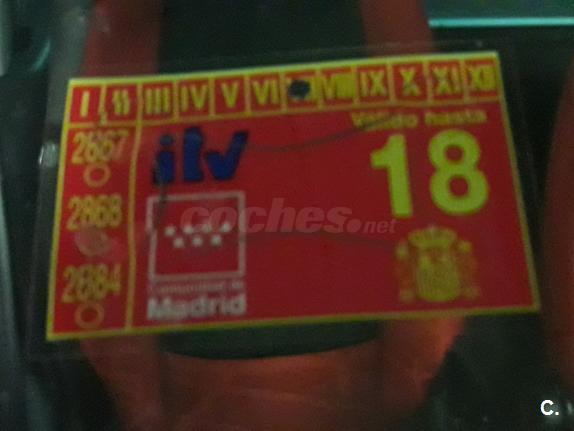 I II III IV V VI VIII IX X XI XII
2867
itv
Válido hasta
18
2868
coches.net
2884
Comunidad de
Madrid
C.